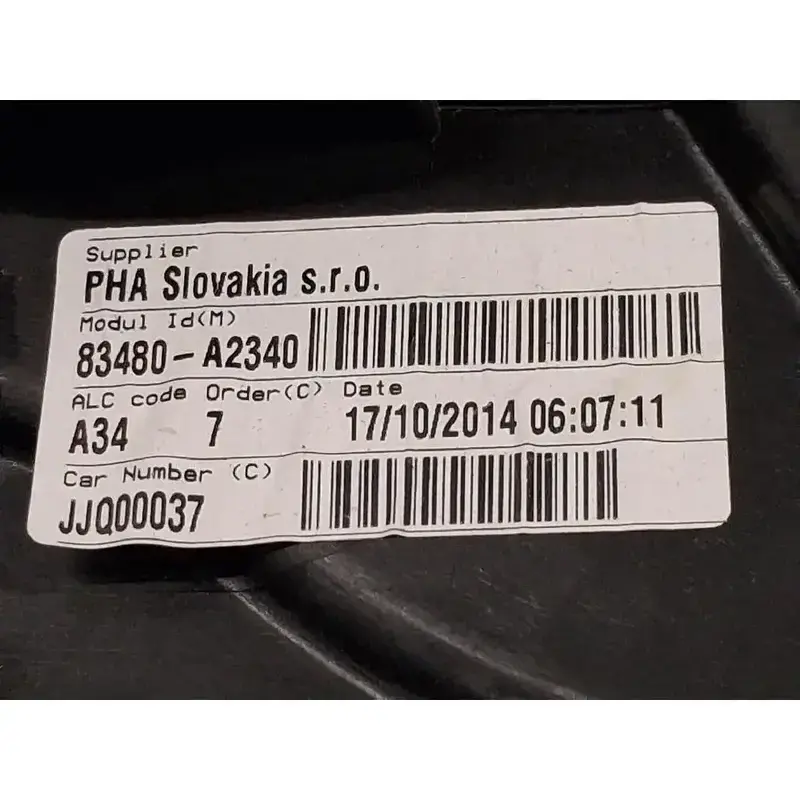 Supplier
PHA Slovakia s.r.o.
Modul Id(M)
83480-A2340
ALC code Order(C) Date
A34 7 17/10/2014 06:07:11
Car Number (C)
JJQ00037